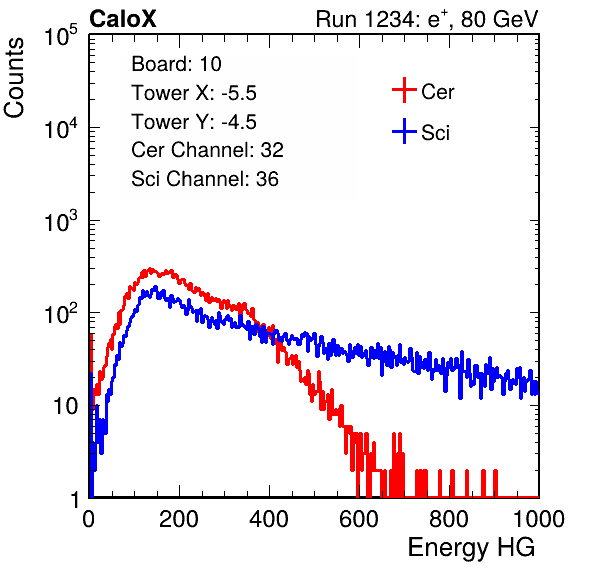 CaloX Run 1234: e⁺, 80 GeV
Counts
10⁵
10⁴
10³
10²
10
1
Board: 10
Tower X: -5.5
Tower Y: -4.5
Cer Channel: 32
Sci Channel: 36
Cer
Sci
0 200 400 600 800 1000
Energy HG